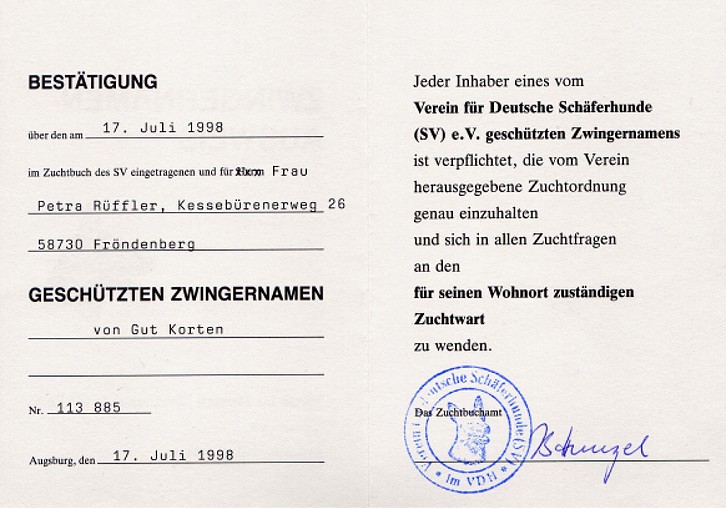 BESTÄTIGUNG
über den am 17. Juli 1998
im Zuchtbuch des SV eingetragenen und für Herrn Frau
Petra Rüffler, Kessebürenerweg 26
58730 Fröndenberg
GESCHÜTZTEN ZWINGERNAMEN
von Gut Korten
Nr. 113 885
Augsburg, den 17. Juli 1998
Jeder Inhaber eines vom
Verein für Deutsche Schäferhunde
(SV) e.V. geschützten Zwingernamens
ist verpflichtet, die vom Verein
herausgegebene Zuchtordnung
genau einzuhalten
und sich in allen Zuchtfragen
an den
für seinen Wohnort zuständigen
Zuchtwart
zu wenden.
Verein für Deutsche Schäferhunde (SV)
im VDH
Das Zuchtbuchamt